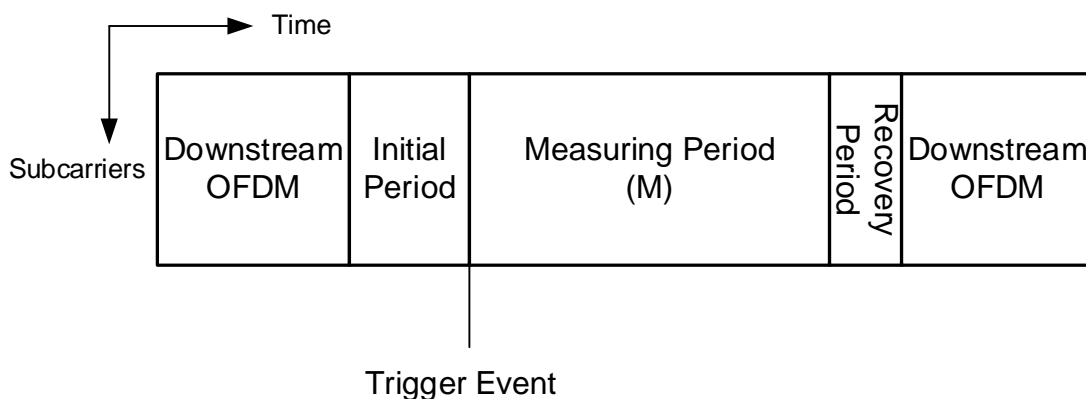 Time
Subcarriers
Downstream
OFDM
Initial
Period
Measuring Period
(M)
Recovery
Period
Downstream
OFDM
Trigger Event